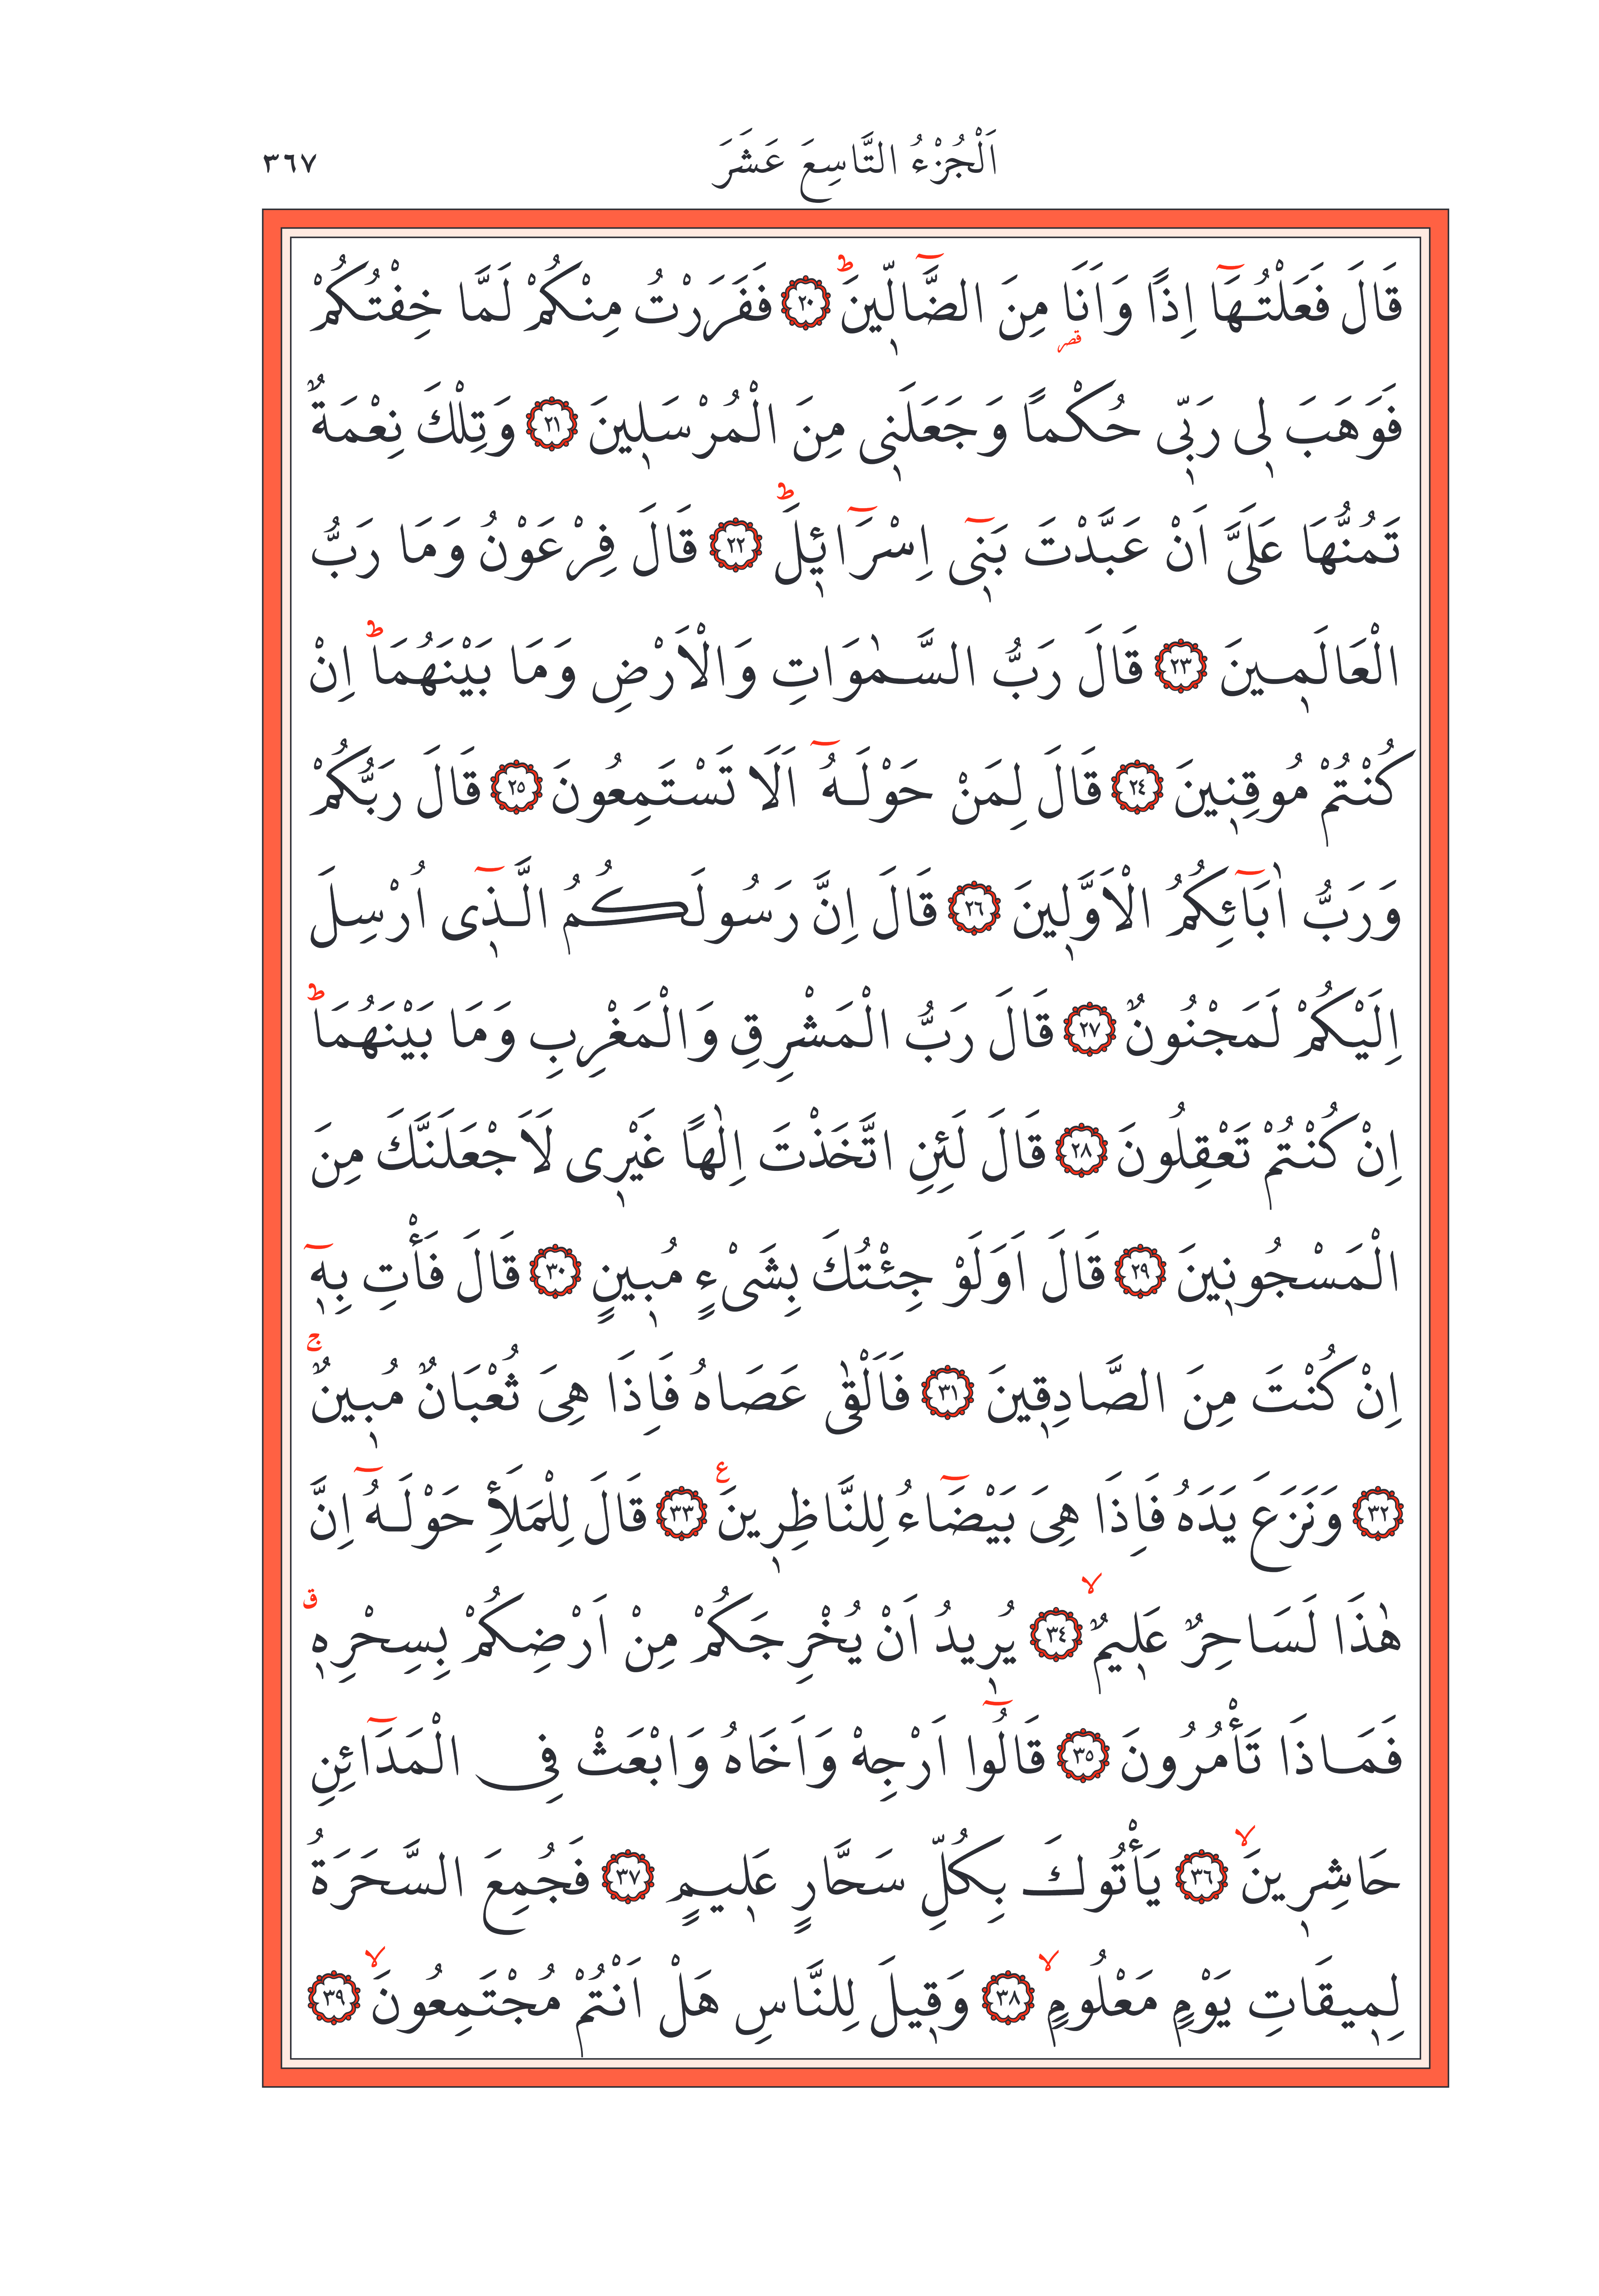 اَلْجُزْءُ التَّاسِعَ عَشَرَ ٣٦٧
قَالَ فَعَلْتُهَٓا اِذًا وَاَنَا۬ مِنَ الضَّٓالّ۪ينَۜ ﴿٢٠﴾ فَفَرَرْتُ مِنْكُمْ لَمَّا خِفْتُكُمْ
فَوَهَبَ ل۪ى رَبّ۪ى حُكْمًا وَجَعَلَن۪ى مِنَ الْمُرْسَل۪ينَ ﴿٢١﴾ وَتِلْكَ نِعْمَةٌ
تَمُنُّهَا عَلَىَّ اَنْ عَبَّدْتَ بَن۪ٓى اِسْرَٓائ۪لَۜ ﴿٢٢﴾ قَالَ فِرْعَوْنُ وَمَا رَبُّ
الْعَالَم۪ينَ ﴿٢٣﴾ قَالَ رَبُّ السَّمٰوَاتِ وَالْاَرْضِ وَمَا بَيْنَهُمَاۜ اِنْ
كُنْتُمْ مُوقِن۪ينَ ﴿٢٤﴾ قَالَ لِمَنْ حَوْلَهُٓ اَلَا تَسْتَمِعُونَ ﴿٢٥﴾ قَالَ رَبُّكُمْ
وَرَبُّ اٰبَٓائِكُمُ الْاَوَّل۪ينَ ﴿٢٦﴾ قَالَ اِنَّ رَسُولَكُمُ الَّذ۪ٓى اُرْسِلَ
اِلَيْكُمْ لَمَجْنُونٌ ﴿٢٧﴾ قَالَ رَبُّ الْمَشْرِقِ وَالْمَغْرِبِ وَمَا بَيْنَهُمَاۜ
اِنْ كُنْتُمْ تَعْقِلُونَ ﴿٢٨﴾ قَالَ لَئِنِ اتَّخَذْتَ اِلٰهًا غَيْر۪ى لَاَجْعَلَنَّكَ مِنَ
الْمَسْجُون۪ينَ ﴿٢٩﴾ قَالَ اَوَلَوْ جِئْتُكَ بِشَىْءٍ مُب۪ينٍ ﴿٣٠﴾ قَالَ فَأْتِ بِه۪ٓ
اِنْ كُنْتَ مِنَ الصَّادِق۪ينَ ﴿٣١﴾ فَاَلْقٰى عَصَاهُ فَاِذَا هِىَ ثُعْبَانٌ مُب۪ينٌۚ
﴿٣٢﴾ وَنَزَعَ يَدَهُ فَاِذَا هِىَ بَيْضَٓاءُ لِلنَّاظِر۪ينَ۟ ﴿٣٣﴾ قَالَ لِلْمَلَأِ حَوْلَهُٓ اِنَّ
هٰذَا لَسَاحِرٌ عَل۪يمٌۙ ﴿٣٤﴾ يُر۪يدُ اَنْ يُخْرِجَكُمْ مِنْ اَرْضِكُمْ بِسِحْرِه۪ۗ
فَمَاذَا تَأْمُرُونَ ﴿٣٥﴾ قَالُٓوا اَرْجِهْ وَاَخَاهُ وَابْعَثْ فِى الْمَدَٓائِنِ
حَاشِر۪ينَۙ ﴿٣٦﴾ يَأْتُوكَ بِكُلِّ سَحَّارٍ عَل۪يمٍ ﴿٣٧﴾ فَجُمِعَ السَّحَرَةُ
لِم۪يقَاتِ يَوْمٍ مَعْلُومٍۙ ﴿٣٨﴾ وَق۪يلَ لِلنَّاسِ هَلْ اَنْتُمْ مُجْتَمِعُونَۙ ﴿٣٩﴾